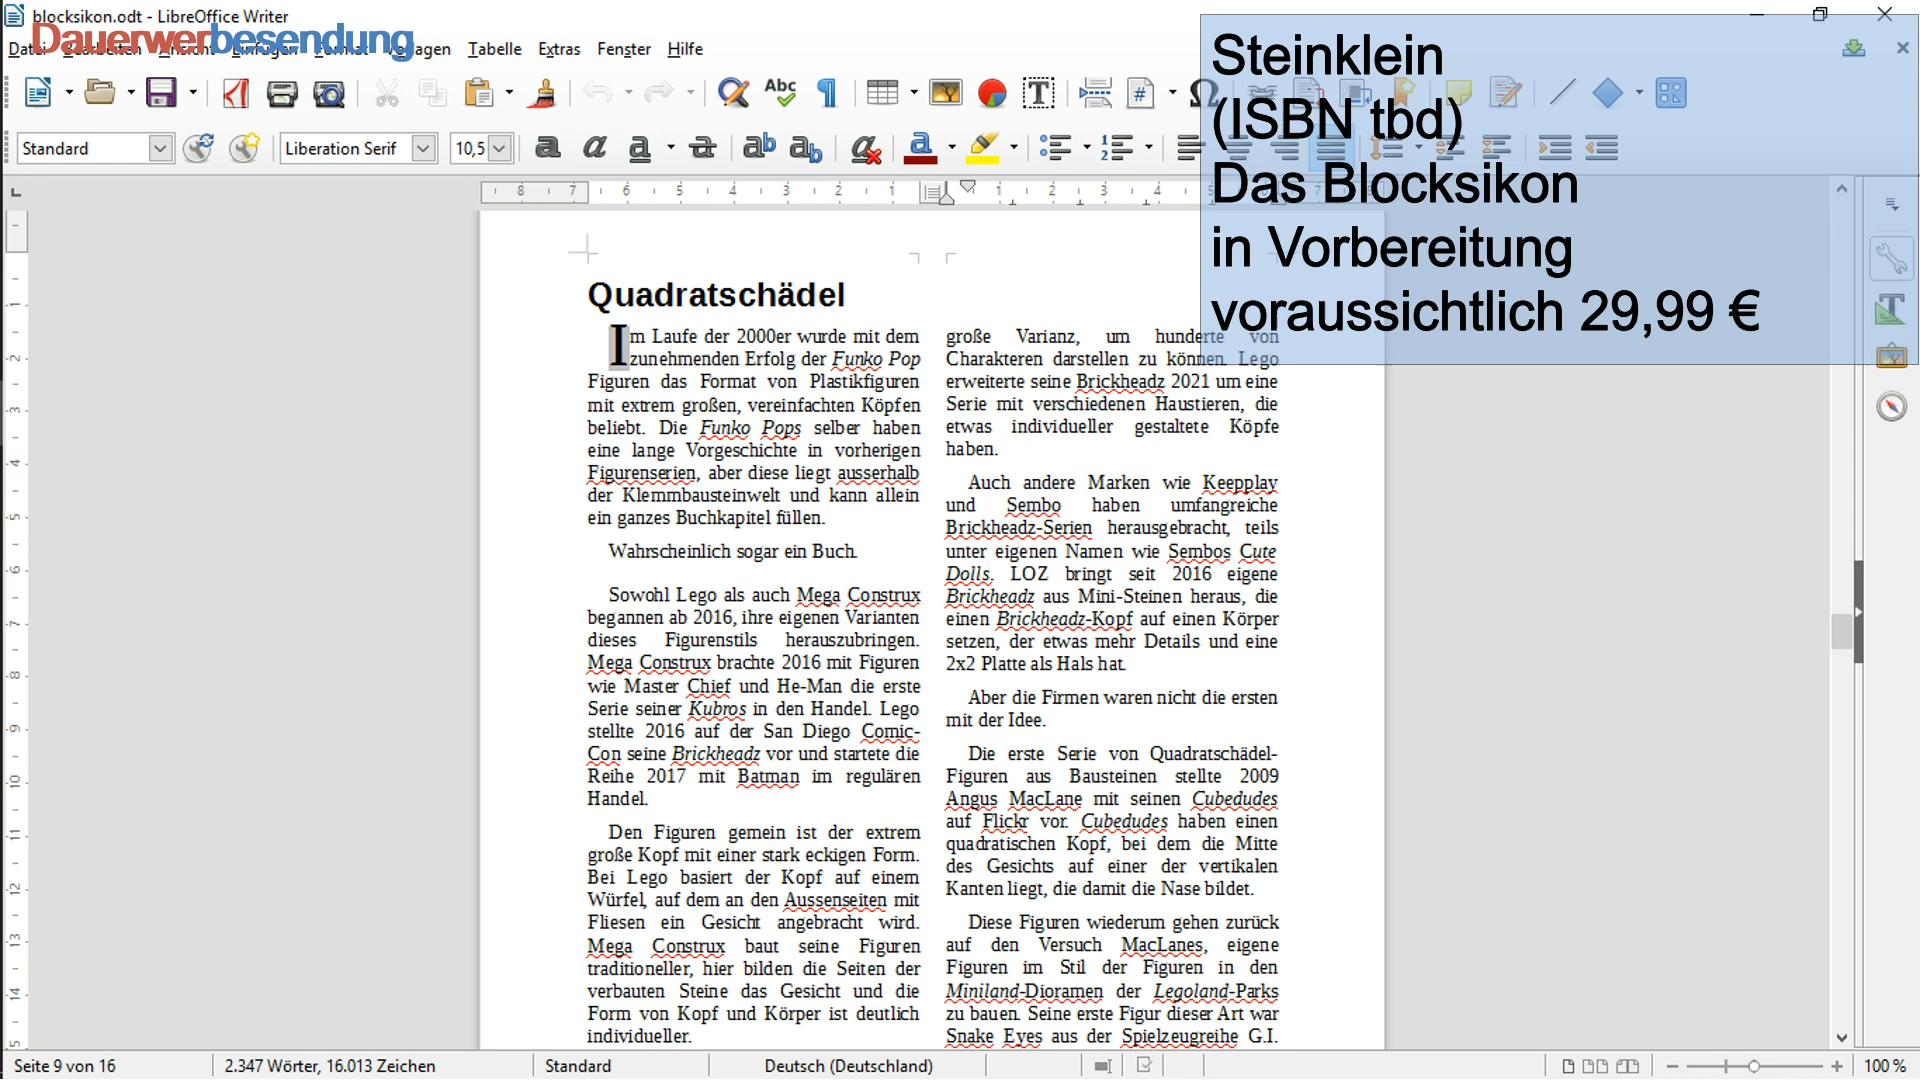 blocksikon.odt - LibreOffice Writer
Dauerwerbesendung
Datei Bearbeiten Ansicht Einfügen Format Vorlagen Tabelle Extras Fenster Hilfe
Steinklein
(ISBN tbd)
Das Blocksikon
in Vorbereitung
voraussichtlich 29,99 €
Standard
Liberation Serif
10,5
Quadratschädel
Im Laufe der 2000er wurde mit dem
zunehmenden Erfolg der Funko Pop
Figuren das Format von Plastikfiguren
mit extrem großen, vereinfachten Köpfen
beliebt. Die Funko Pops selber haben
eine lange Vorgeschichte in vorherigen
Figurenserien, aber diese liegt ausserhalb
der Klemmbausteinwelt und kann allein
ein ganzes Buchkapitel füllen.
Wahrscheinlich sogar ein Buch.
Sowohl Lego als auch Mega Construx
begannen ab 2016, ihre eigenen Varianten
dieses Figurenstils herauszubringen.
Mega Construx brachte 2016 mit Figuren
wie Master Chief und He-Man die erste
Serie seiner Kubros in den Handel. Lego
stellte 2016 auf der San Diego Comic-
Con seine Brickheadz vor und startete die
Reihe 2017 mit Batman im regulären
Handel.
Den Figuren gemein ist der extrem
große Kopf mit einer stark eckigen Form.
Bei Lego basiert der Kopf auf einem
Würfel, auf dem an den Aussenseiten mit
Fliesen ein Gesicht angebracht wird.
Mega Construx baut seine Figuren
traditioneller, hier bilden die Seiten der
verbauten Steine das Gesicht und die
Form von Kopf und Körper ist deutlich
individueller.
große Varianz, um hunderte von
Charakteren darstellen zu können. Lego
erweiterte seine Brickheadz 2021 um eine
Serie mit verschiedenen Haustieren, die
etwas individueller gestaltete Köpfe
haben.
Auch andere Marken wie Keepplay
und Sembo haben umfangreiche
Brickheadz-Serien herausgebracht, teils
unter eigenen Namen wie Sembos Cute
Dolls. LOZ bringt seit 2016 eigene
Brickheadz aus Mini-Steinen heraus, die
einen Brickheadz-Kopf auf einen Körper
setzen, der etwas mehr Details und eine
2x2 Platte als Hals hat.
Aber die Firmen waren nicht die ersten
mit der Idee.
Die erste Serie von Quadratschädel-
Figuren aus Bausteinen stellte 2009
Angus MacLane mit seinen Cubedudes
auf Flickr vor. Cubedudes haben einen
quadratischen Kopf, bei dem die Mitte
des Gesichts auf einer der vertikalen
Kanten liegt, die damit die Nase bildet.
Diese Figuren wiederum gehen zurück
auf den Versuch MacLanes, eigene
Figuren im Stil der Figuren in den
Miniland-Dioramen der Legoland-Parks
zu bauen. Seine erste Figur dieser Art war
Snake Eyes aus der Spielzeugreihe G.I.
Seite 9 von 16
2.347 Wörter, 16.013 Zeichen
Standard
Deutsch (Deutschland)
100 %